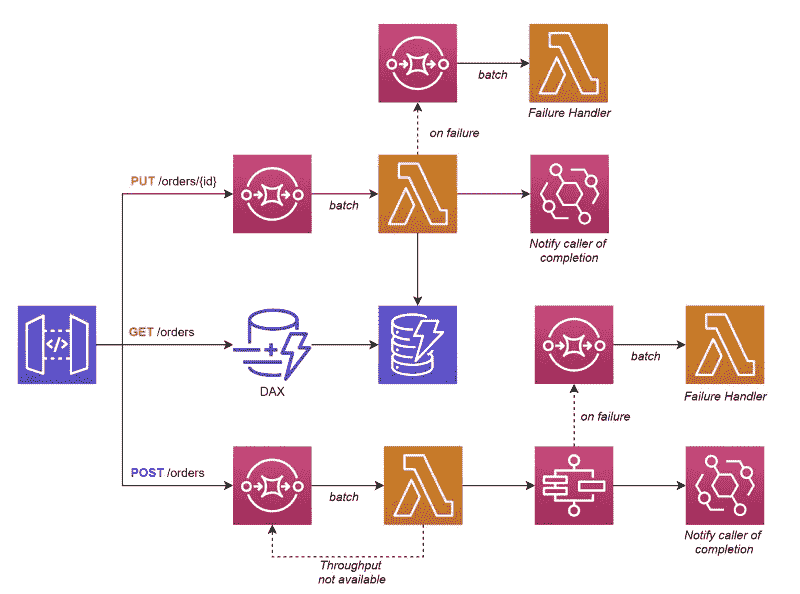 batch
Failure Handler
on failure
PUT /orders/{id}
batch
Notify caller of
completion
GET /orders
</>
DAX
batch
Failure Handler
on failure
POST /orders
batch
Notify caller of
completion
Throughput
not available